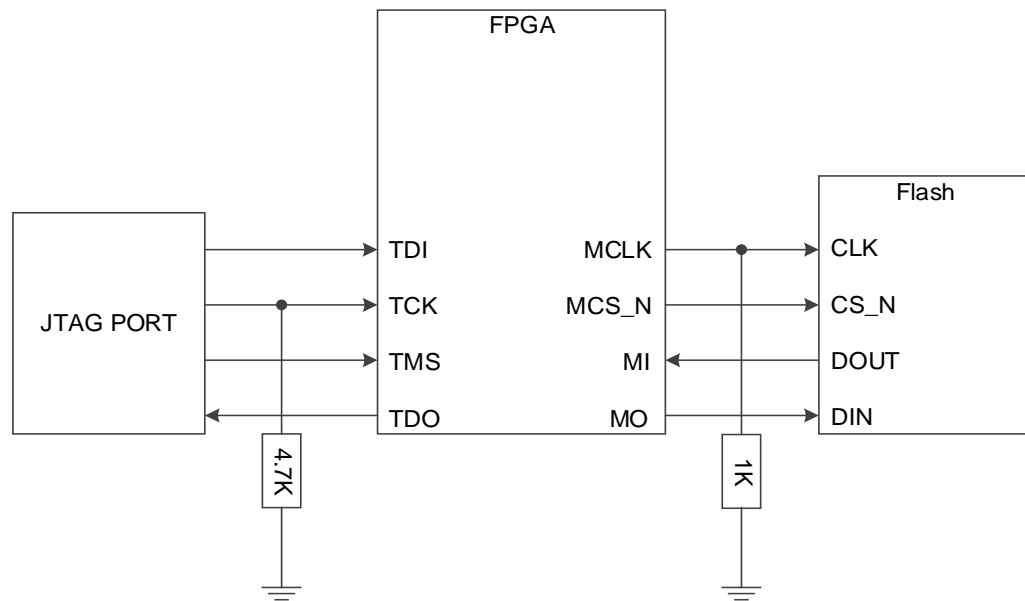 FPGA
Flash
JTAG PORT
TDI
TCK
TMS
TDO
MCLK
MCS_N
MI
MO
CLK
CS_N
DOUT
DIN
4.7K
1K